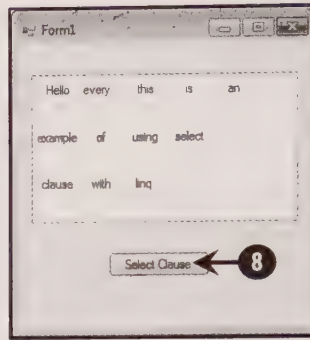 Form1
Hello every this is an
example of using select
clause with linq
Select Clause 8